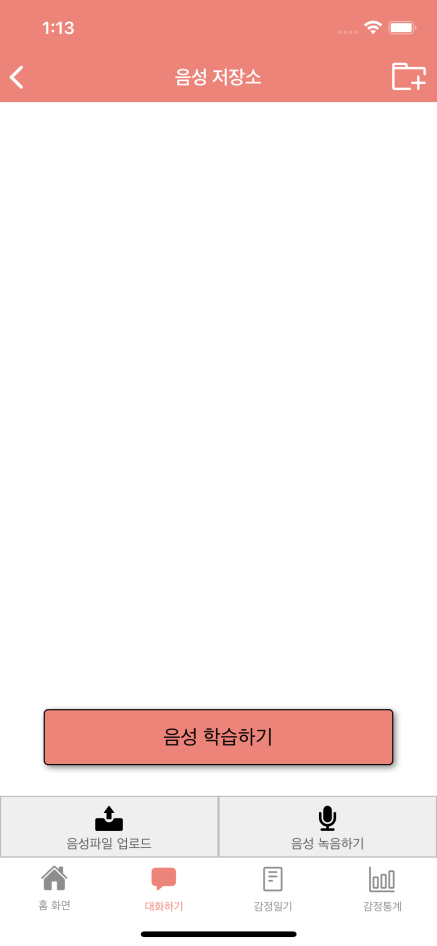 1:13
음성 저장소
음성 학습하기
음성파일 업로드
음성 녹음하기
홈 화면
대화하기
감정일기
감정통계